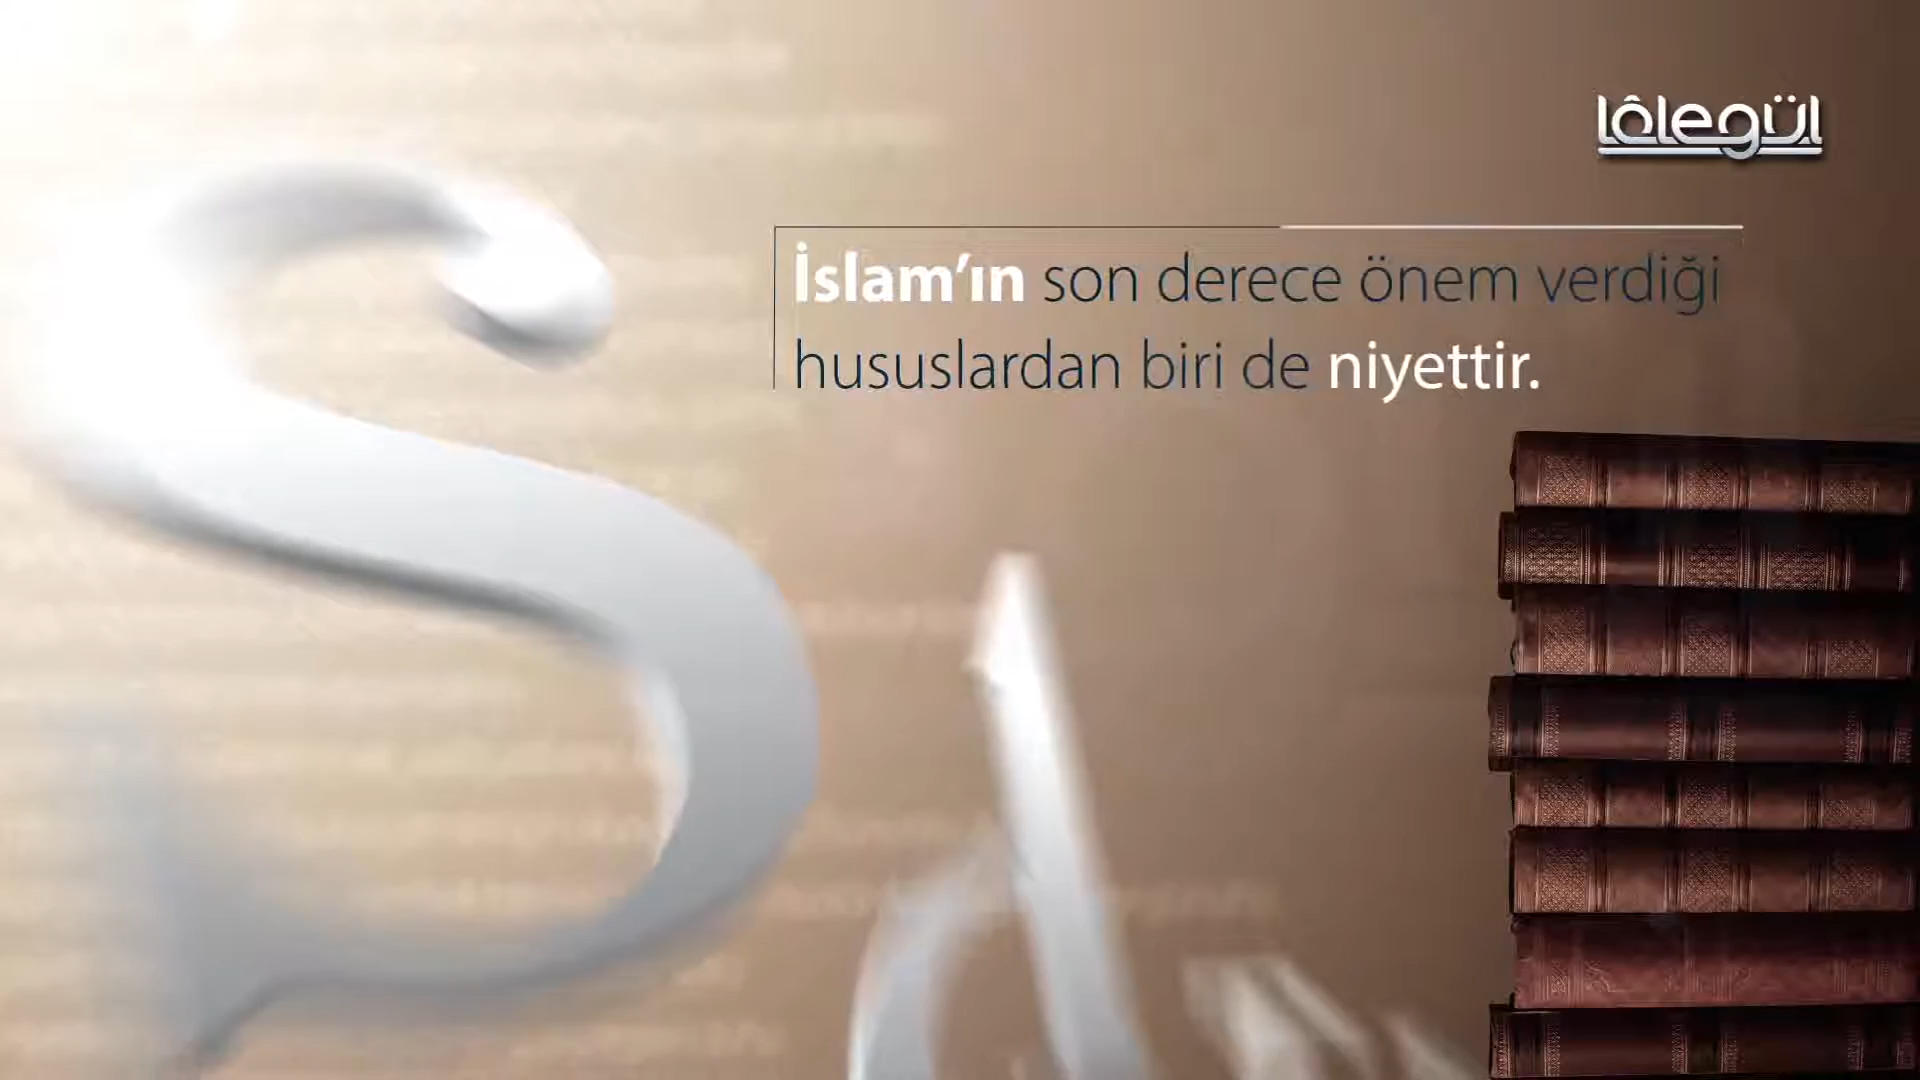 lâlegül
İslam’ın son derece önem verdiği
hususlardan biri de niyettir.